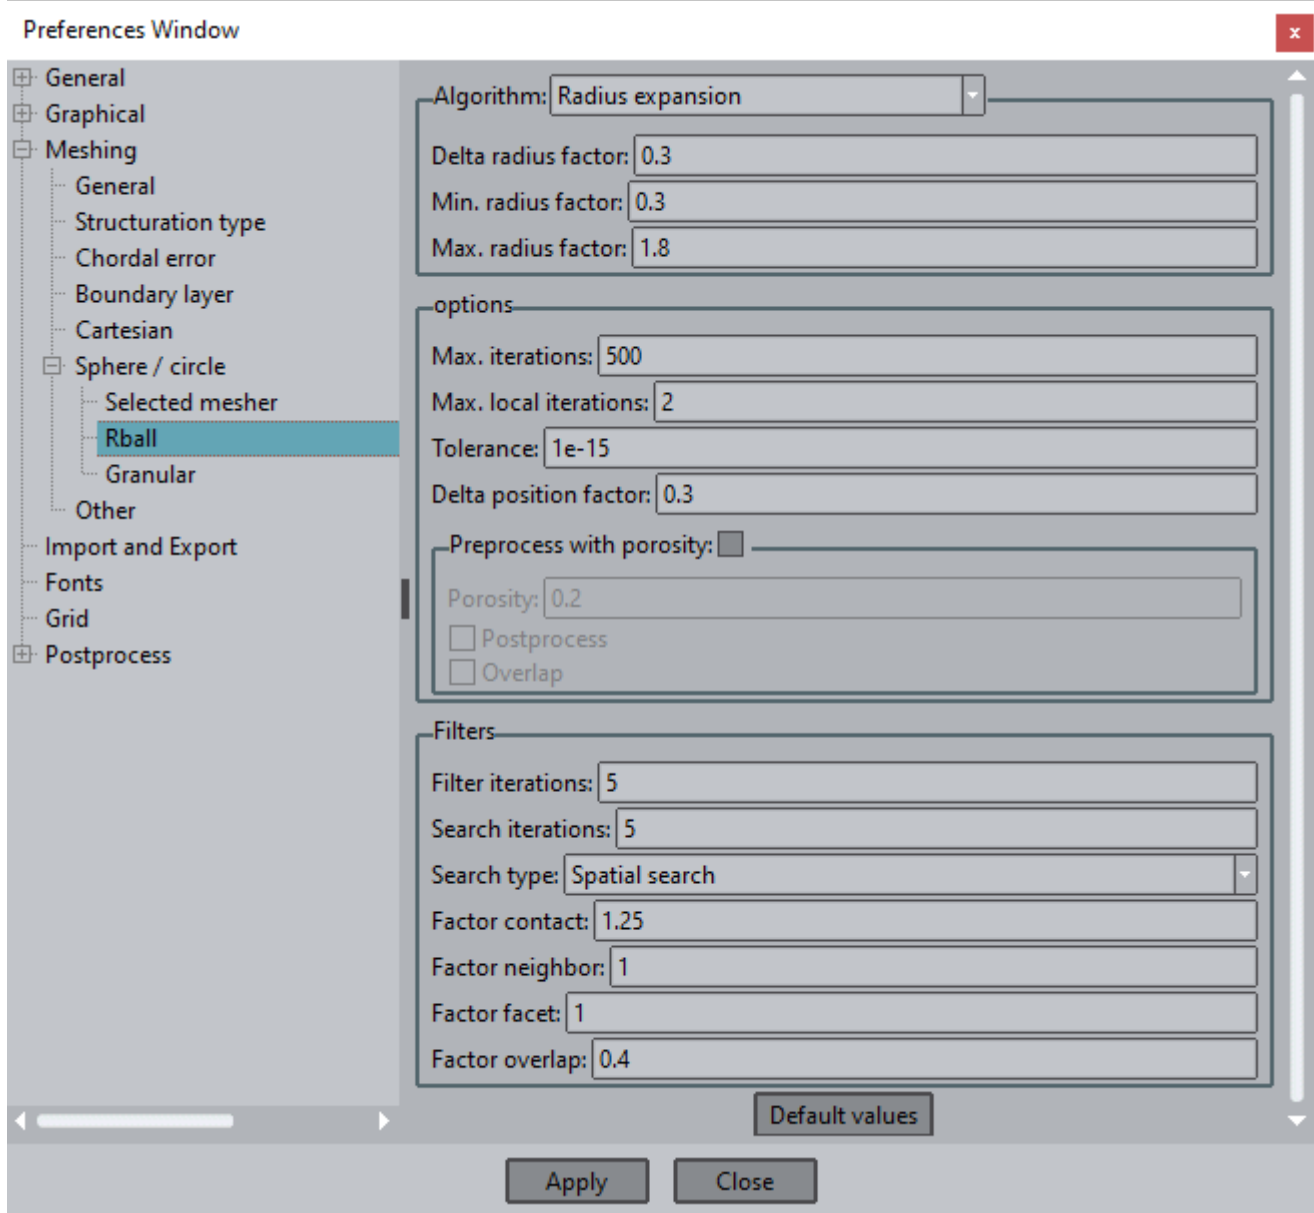 Preferences Window
x
General
Graphical
Meshing
General
Structuration type
Chordal error
Boundary layer
Cartesian
Sphere / circle
Selected mesher
Rball
Granular
Other
Import and Export
Fonts
Grid
Postprocess
Algorithm: Radius expansion
Delta radius factor: 0.3
Min. radius factor: 0.3
Max. radius factor: 1.8
options
Max. iterations: 500
Max. local iterations: 2
Tolerance: 1e-15
Delta position factor: 0.3
Preprocess with porosity:
Porosity: 0.2
Postprocess
Overlap
Filters
Filter iterations: 5
Search iterations: 5
Search type: Spatial search
Factor contact: 1.25
Factor neighbor: 1
Factor facet: 1
Factor overlap: 0.4
Default values
Apply Close